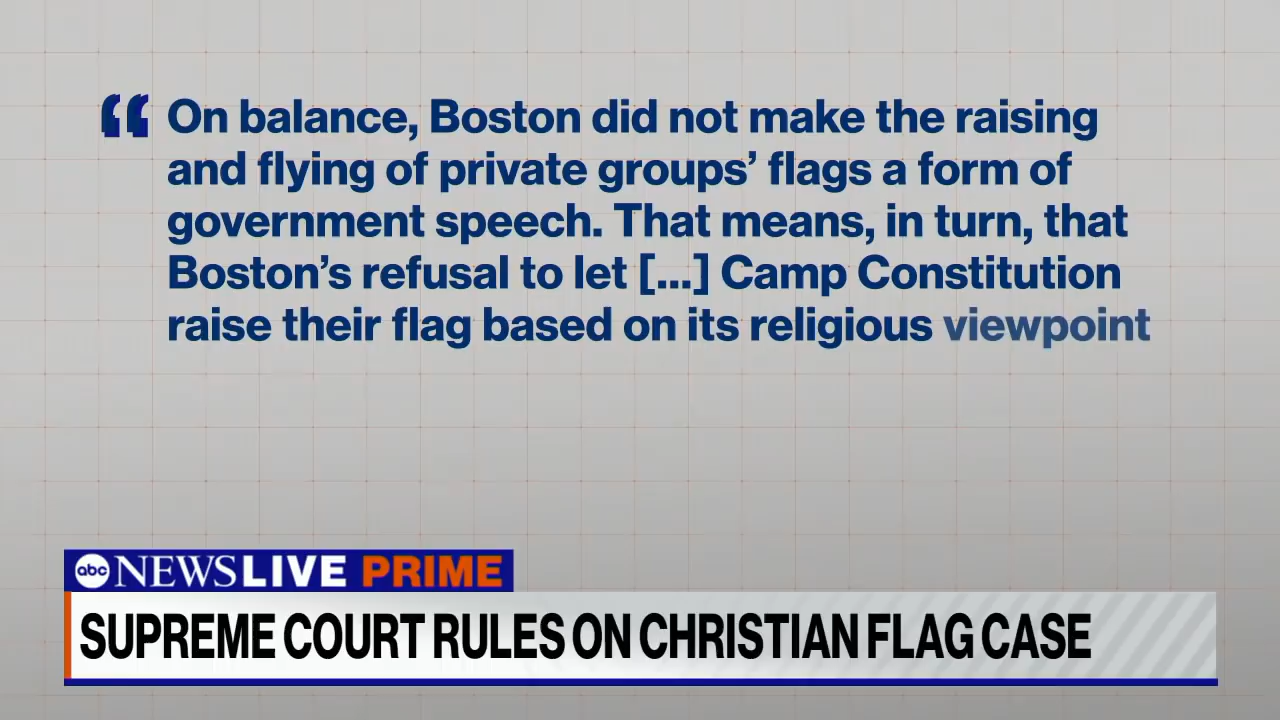 “ On balance, Boston did not make the raising
and flying of private groups’ flags a form of
government speech. That means, in turn, that
Boston’s refusal to let [...] Camp Constitution
raise their flag based on its religious viewpoint
abc NEWS LIVE PRIME
SUPREME COURT RULES ON CHRISTIAN FLAG CASE